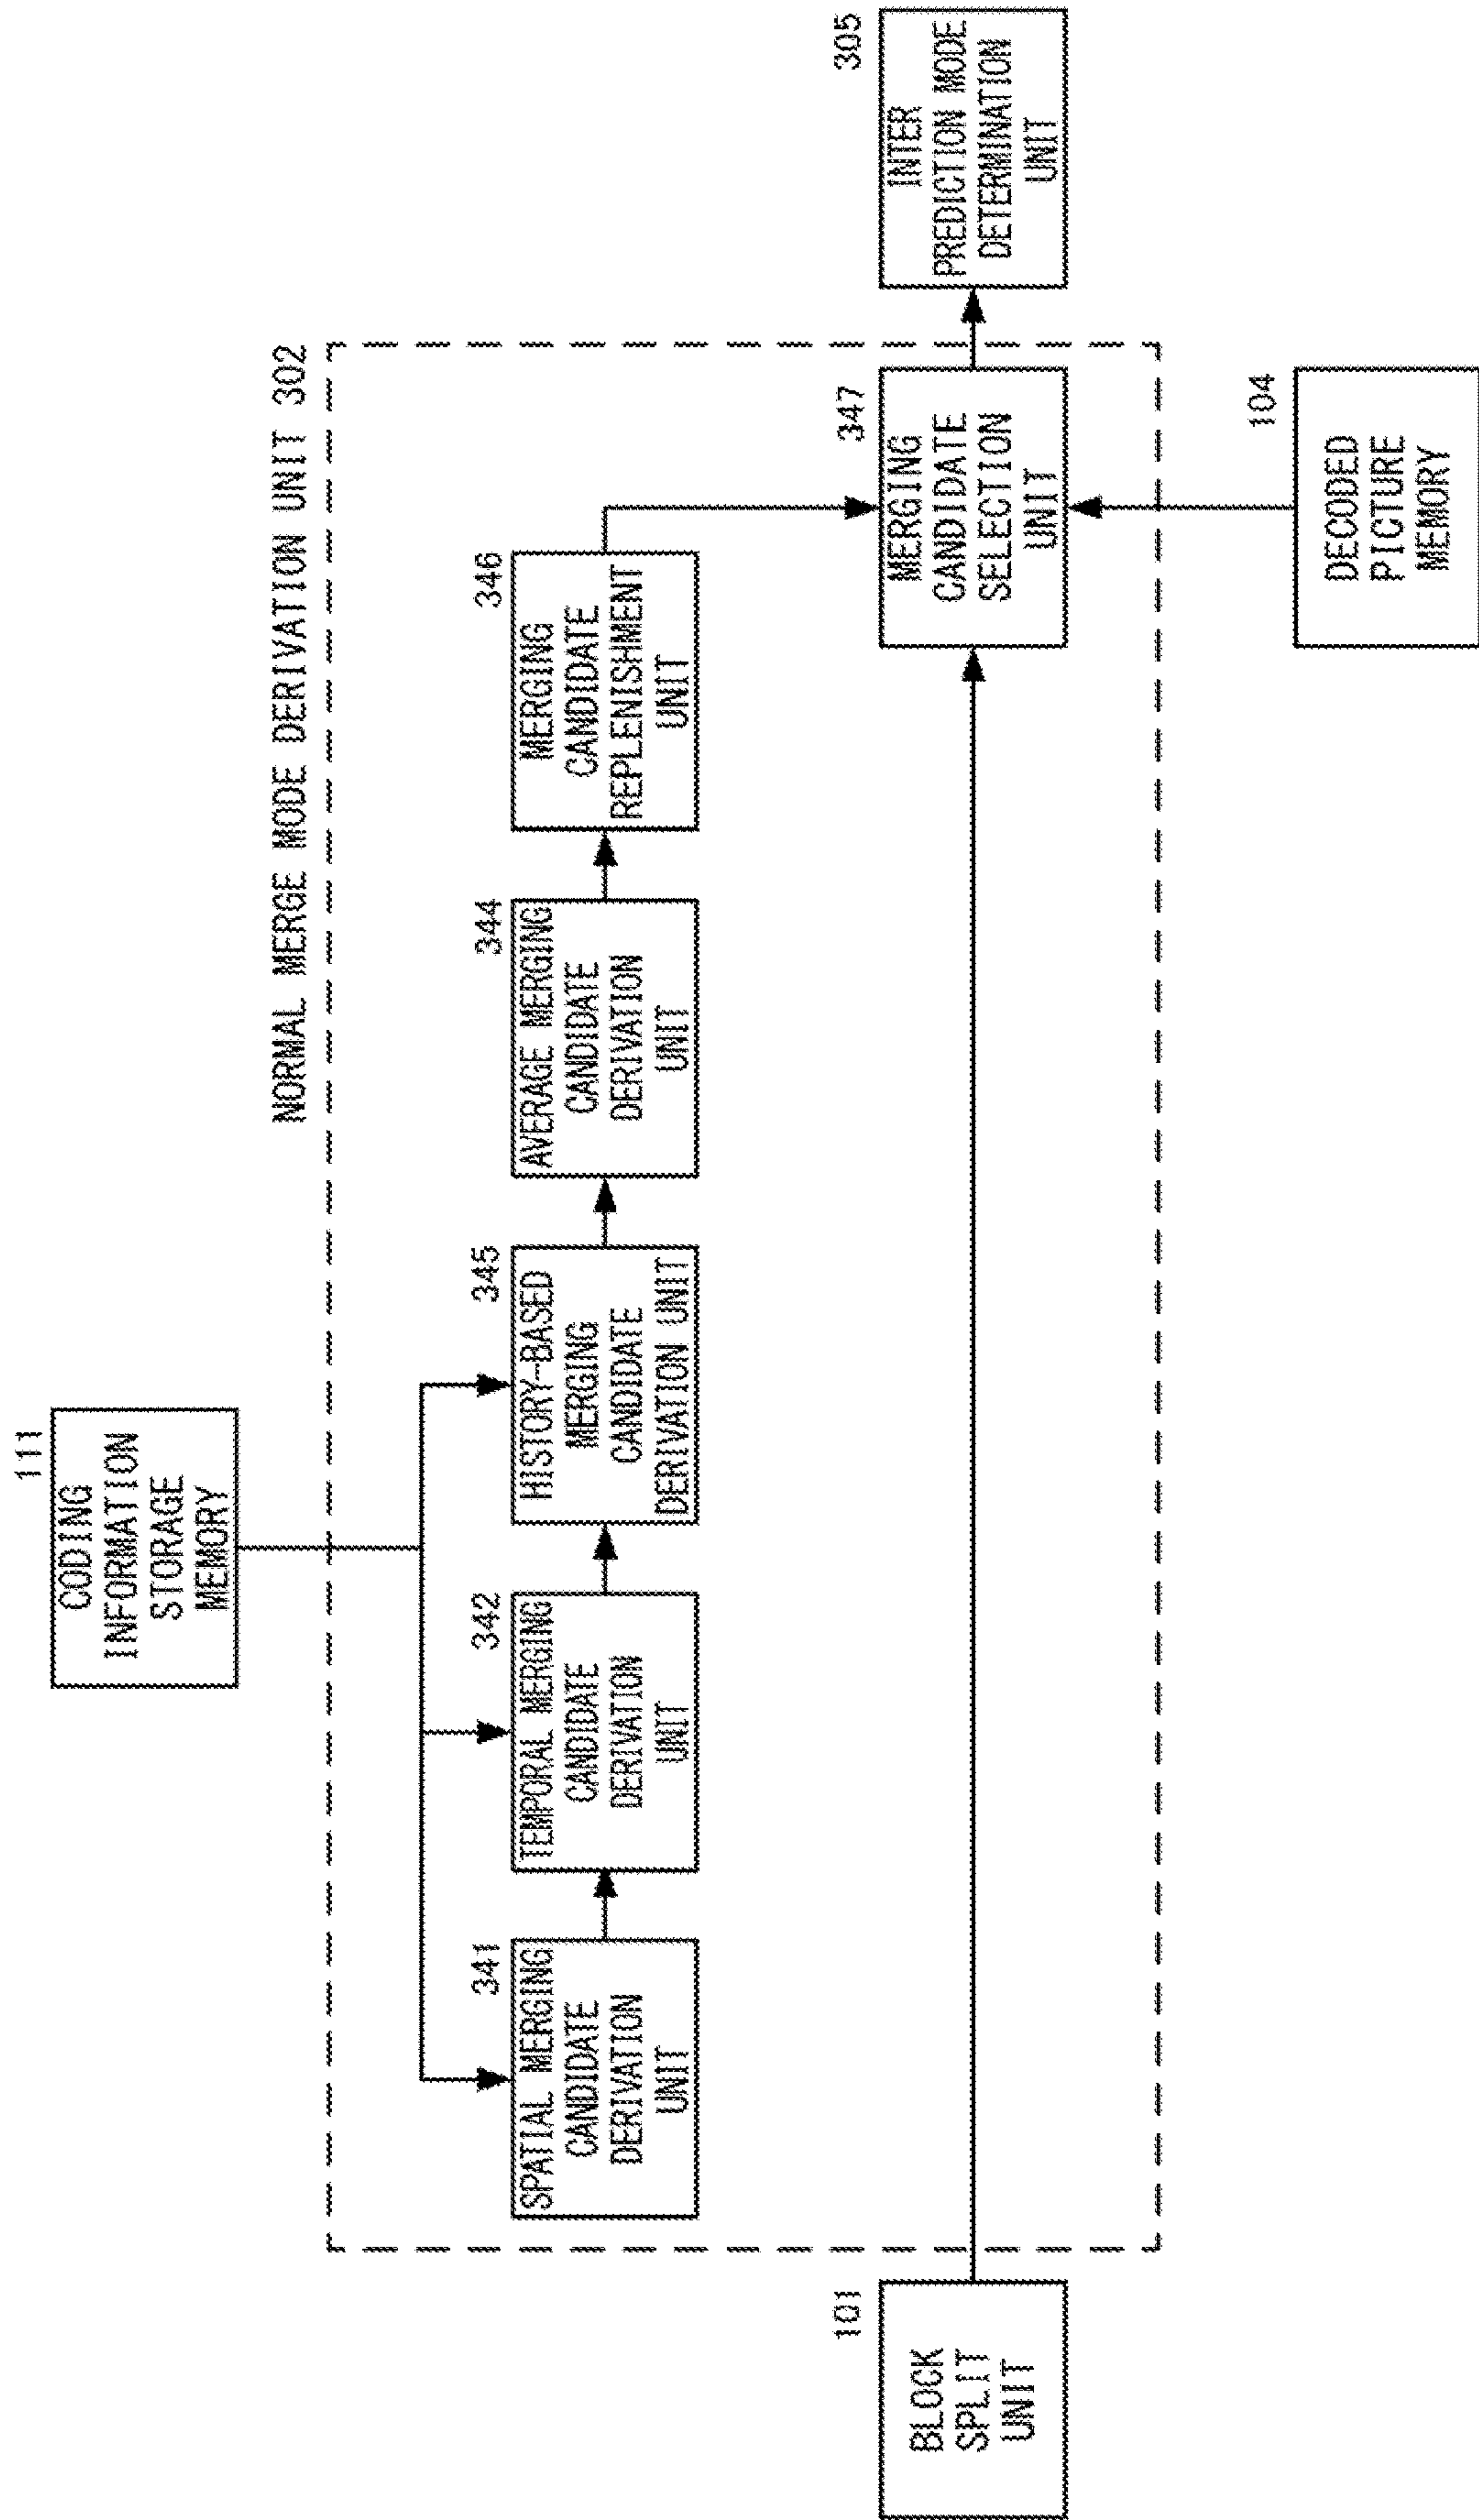 111
CODING
INFORMATION
STORAGE
MEMORY
NORMAL MERGE MODE DERIVATION UNIT 302
341
SPATIAL MERGING
CANDIDATE
DERIVATION
UNIT
342
TEMPORAL MERGING
CANDIDATE
DERIVATION
UNIT
345
HISTORY-BASED
MERGING
CANDIDATE
DERIVATION UNIT
344
AVERAGE MERGING
CANDIDATE
DERIVATION
UNIT
346
MERGING
CANDIDATE
REPLENISHMENT
UNIT
101
BLOCK
SPLIT
UNIT
347
MERGING
CANDIDATE
SELECTION
UNIT
305
INTER
PREDICTION MODE
DETERMINATION
UNIT
104
DECODED
PICTURE
MEMORY